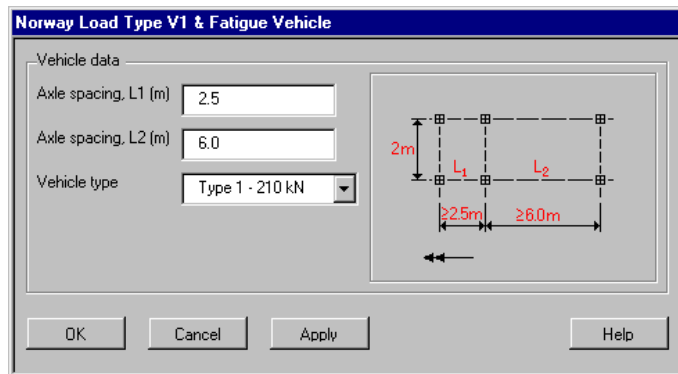 Norway Load Type V1 & Fatigue Vehicle
Vehicle data
Axle spacing, L1 (m) 2.5
Axle spacing, L2 (m) 6.0
Vehicle type Type 1 - 210 kN
2m
L1 L2
≥2.5m ≥6.0m
OK Cancel Apply Help